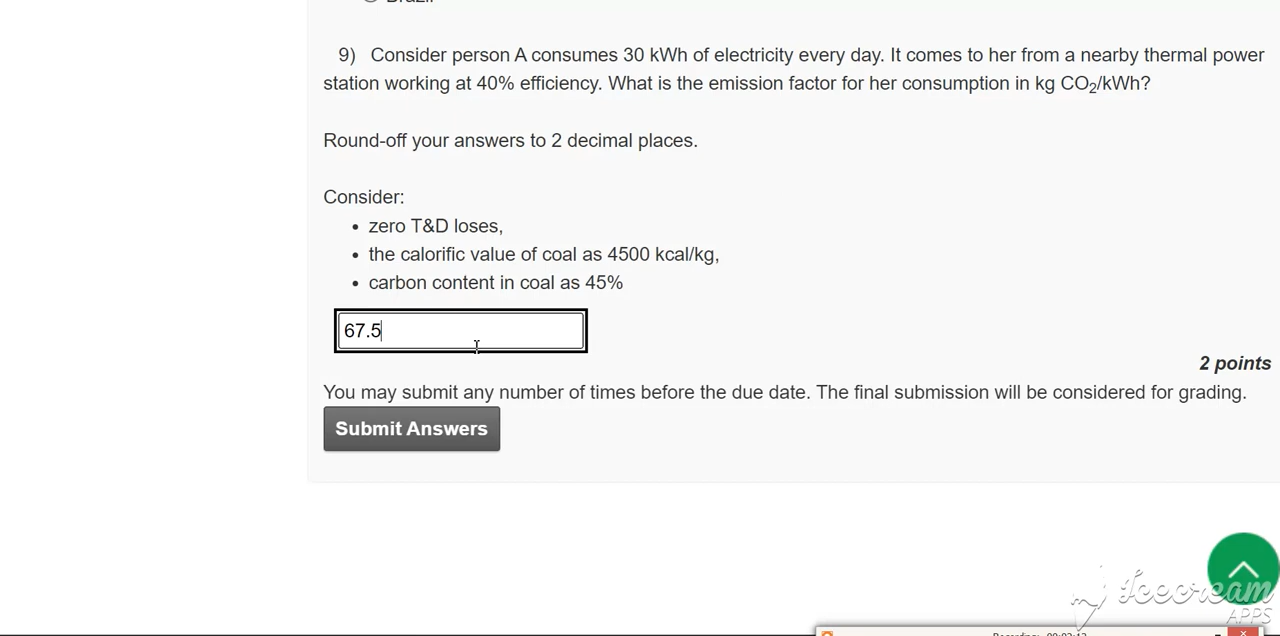 Brazil
9) Consider person A consumes 30 kWh of electricity every day. It comes to her from a nearby thermal power
station working at 40% efficiency. What is the emission factor for her consumption in kg CO2/kWh?
Round-off your answers to 2 decimal places.
Consider:
• zero T&D loses,
• the calorific value of coal as 4500 kcal/kg,
• carbon content in coal as 45%
67.5
2 points
You may submit any number of times before the due date. The final submission will be considered for grading.
Submit Answers
Icecream
APPS